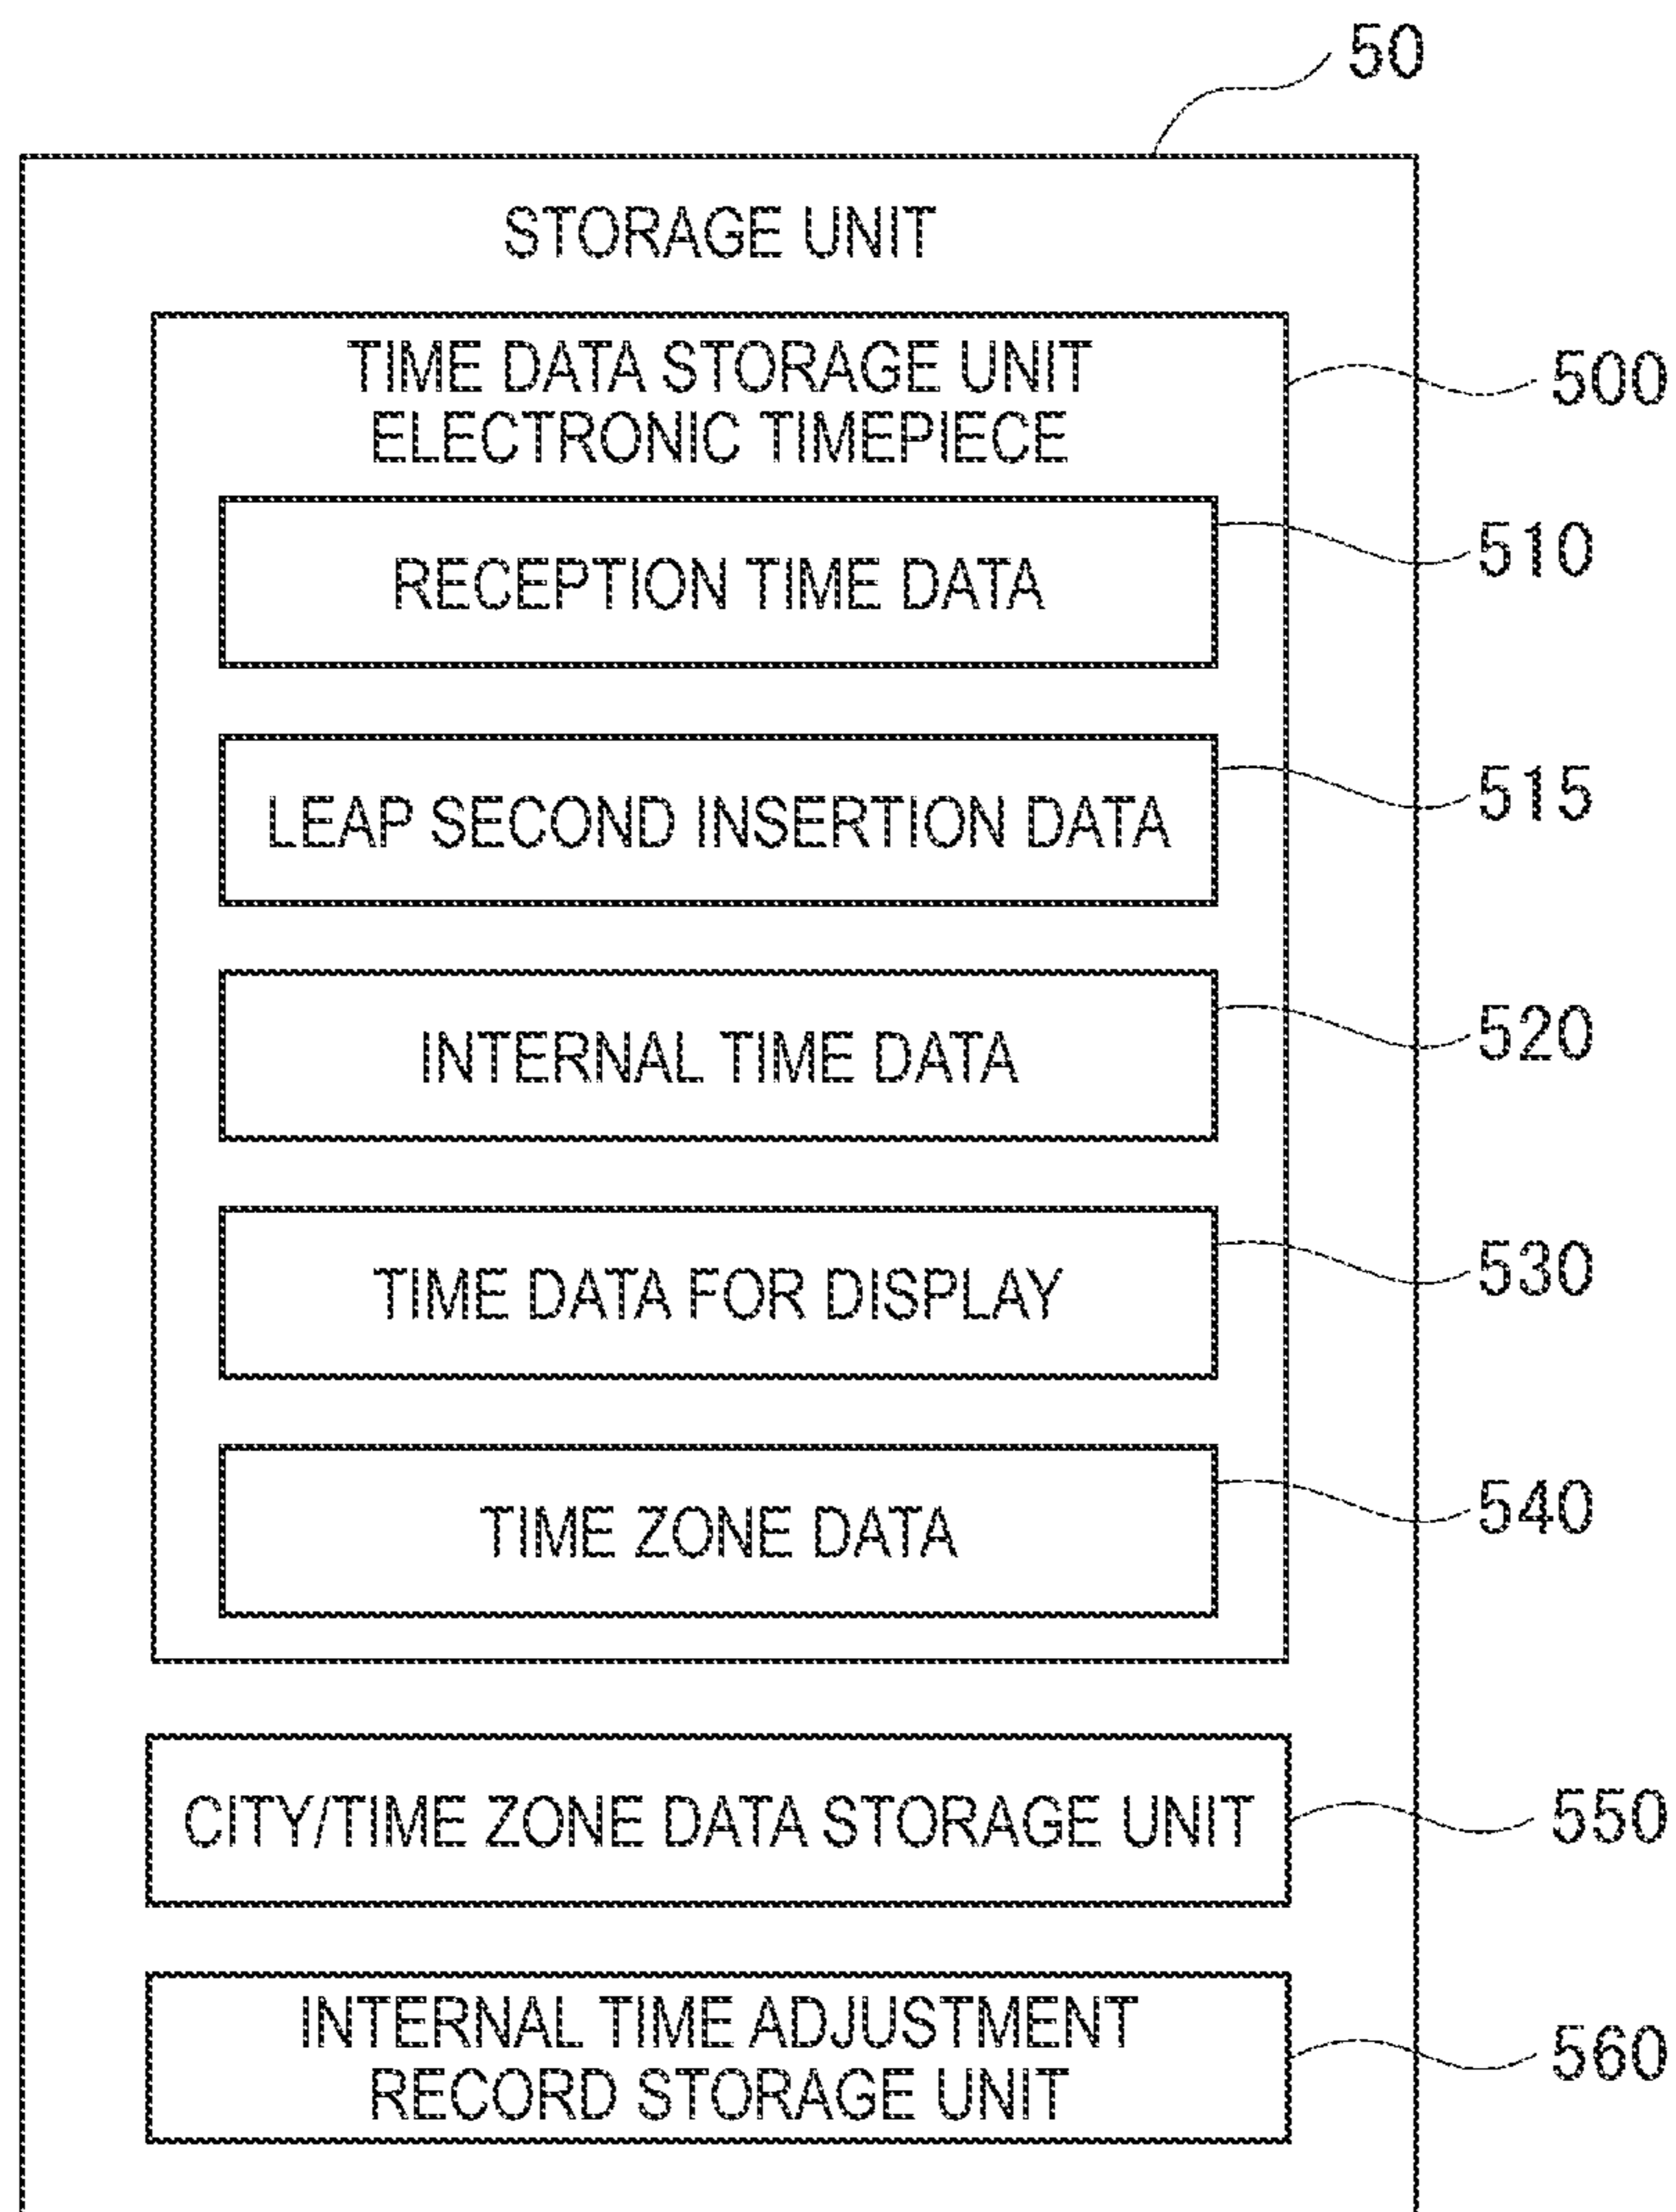 50
STORAGE UNIT
TIME DATA STORAGE UNIT
ELECTRONIC TIMEPIECE
500
RECEPTION TIME DATA
510
LEAP SECOND INSERTION DATA
515
INTERNAL TIME DATA
520
TIME DATA FOR DISPLAY
530
TIME ZONE DATA
540
CITY/TIME ZONE DATA STORAGE UNIT
550
INTERNAL TIME ADJUSTMENT
RECORD STORAGE UNIT
560